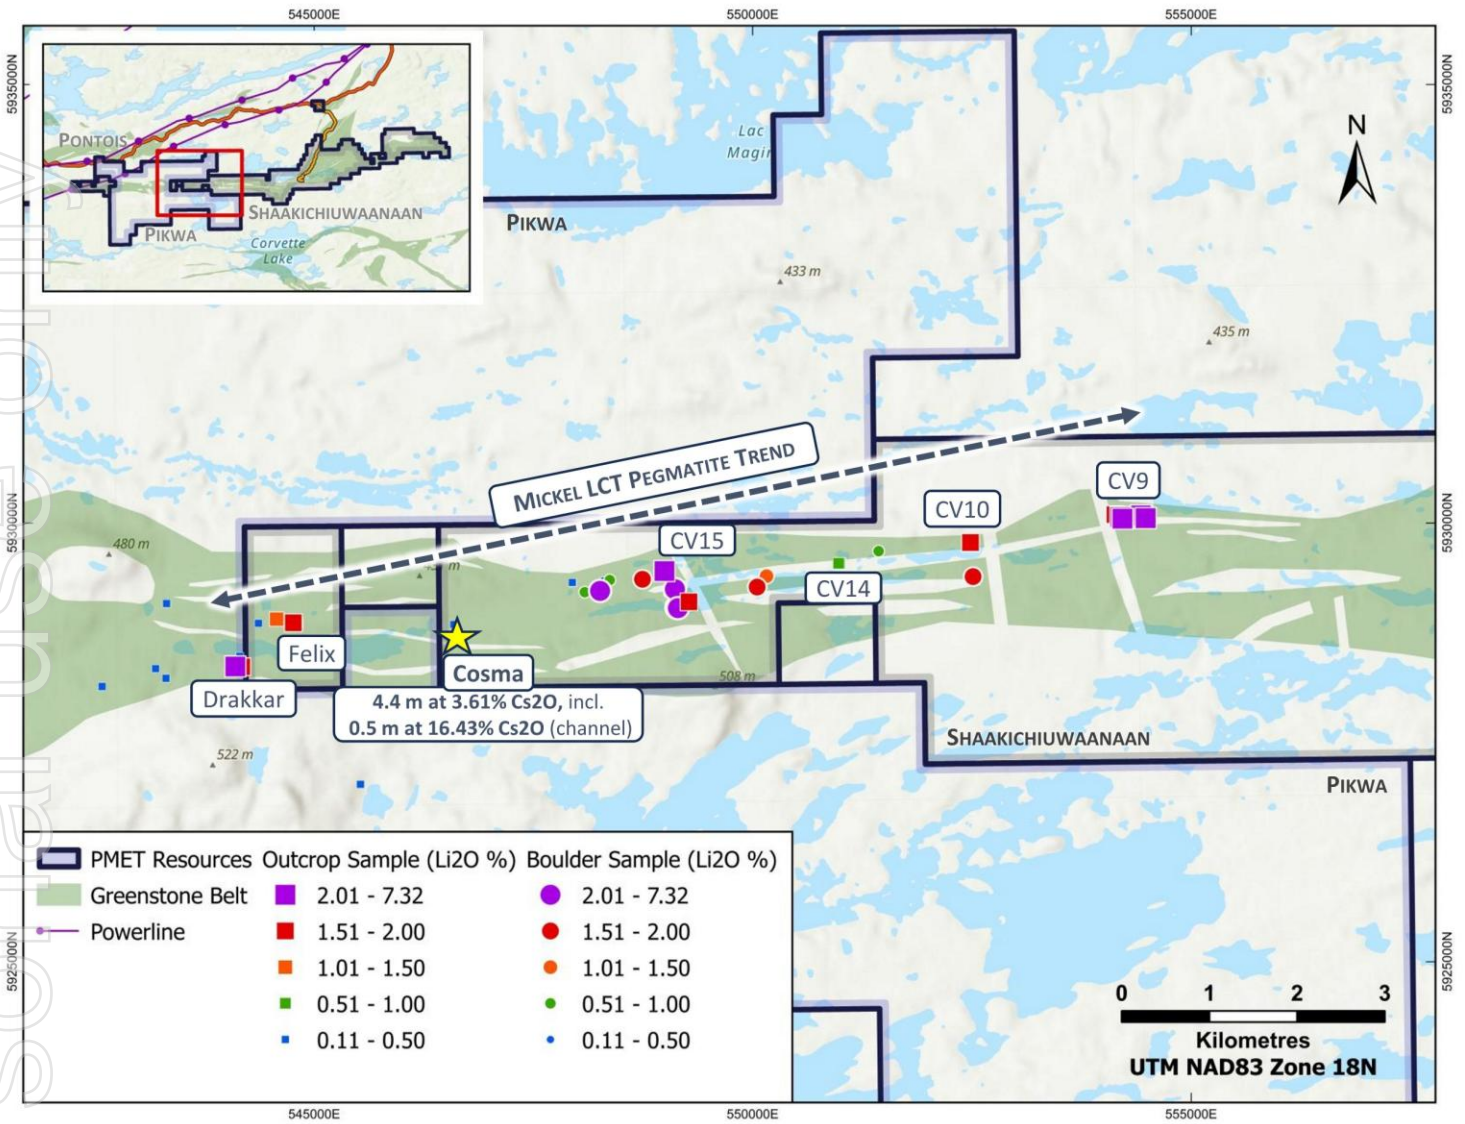 545000E
550000E
555000E
5935000N
5935000N
PONTOIS
SHAAKICHIUWAANAAN
PIKWA
Corvette
Lake
Lac
Magin
PIKWA
N
433 m
435 m
MICKEL LCT PEGMATITE TREND
CV9
CV10
5930000N
5930000N
CV15
480 m
m
CV14
Felix
Cosma
508 m
Drakkar
4.4 m at 3.61% Cs2O, incl.
0.5 m at 16.43% Cs2O (channel)
SHAAKICHIUWAANAAN
522 m
PIKWA
PMET Resources
Greenstone Belt
Powerline
Outcrop Sample (Li2O %)
2.01 - 7.32
1.51 - 2.00
1.01 - 1.50
0.51 - 1.00
0.11 - 0.50
Boulder Sample (Li2O %)
2.01 - 7.32
1.51 - 2.00
1.01 - 1.50
0.51 - 1.00
0.11 - 0.50
5925000N
5925000N
0 1 2 3
Kilometres
UTM NAD83 Zone 18N
545000E
550000E
555000E